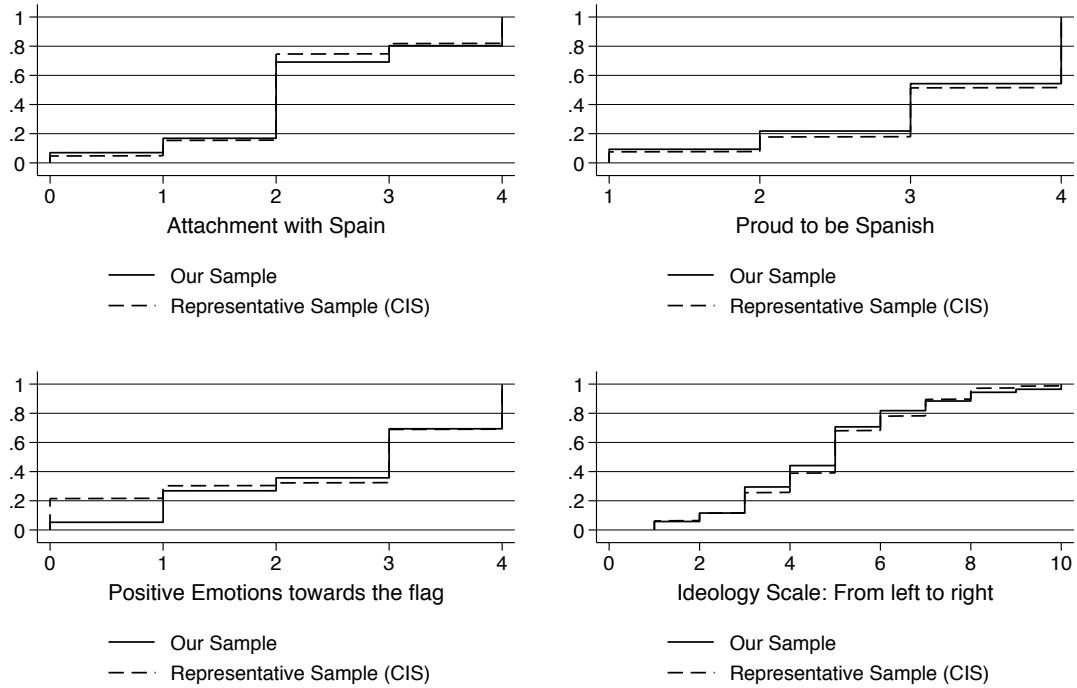 1
.8
.6
.4
.2
0
0 1 2 3 4
Attachment with Spain
Our Sample
Representative Sample (CIS)
1
.8
.6
.4
.2
0
1 2 3 4
Proud to be Spanish
Our Sample
Representative Sample (CIS)
1
.8
.6
.4
.2
0
0 1 2 3 4
Positive Emotions towards the flag
Our Sample
Representative Sample (CIS)
1
.8
.6
.4
.2
0
0 2 4 6 8 10
Ideology Scale: From left to right
Our Sample
Representative Sample (CIS)